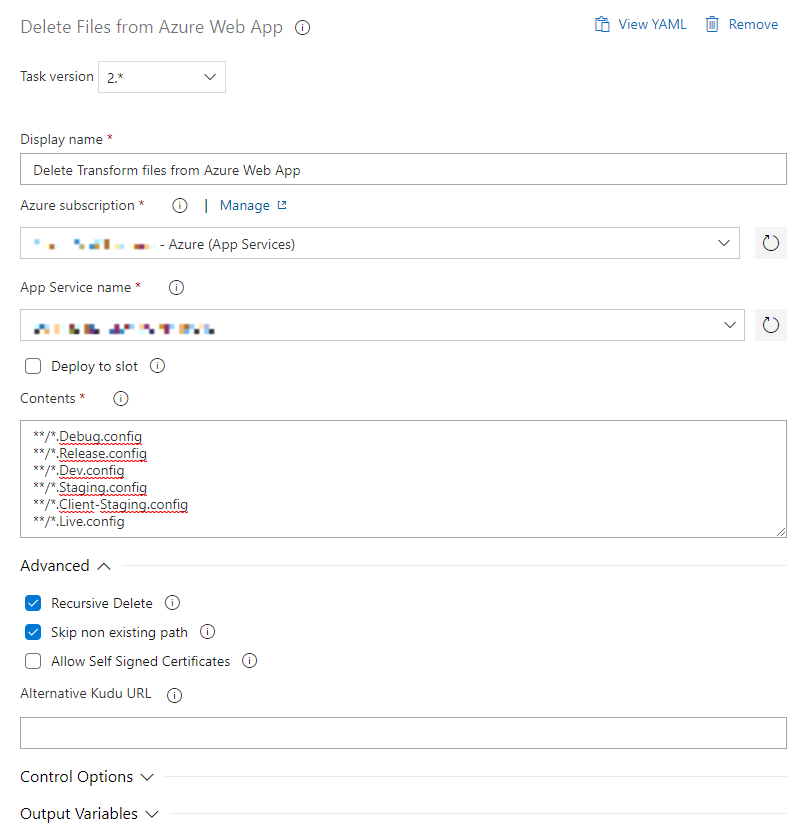 Delete Files from Azure Web App
View YAML
Remove
Task version
2.*
Display name *
Delete Transform files from Azure Web App
Azure subscription *
| Manage
- Azure (App Services)
App Service name *
Deploy to slot
Contents *
**/*.Debug.config
**/*.Release.config
**/*.Dev.config
**/*.Staging.config
**/*.Client-Staging.config
**/*.Live.config
Advanced
Recursive Delete
Skip non existing path
Allow Self Signed Certificates
Alternative Kudu URL
Control Options
Output Variables